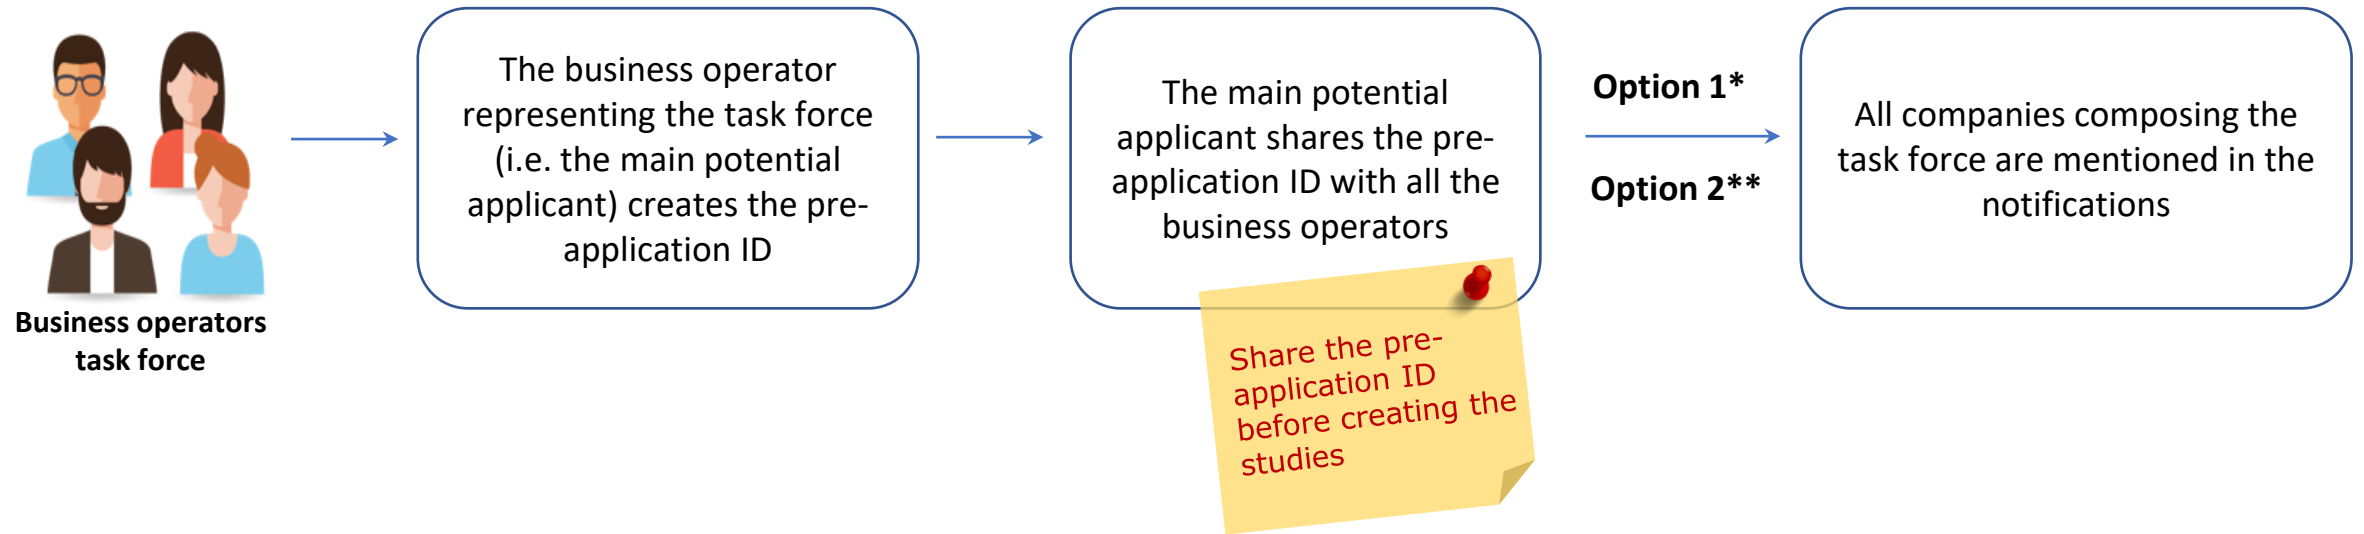 Business operators
task force
The business operator
representing the task force
(i.e. the main potential
applicant) creates the pre-
application ID
The main potential
applicant shares the pre-
application ID with all the
business operators
Share the pre-
application ID
before creating the
studies
Option 1*
Option 2**
All companies composing the
task force are mentioned in the
notifications